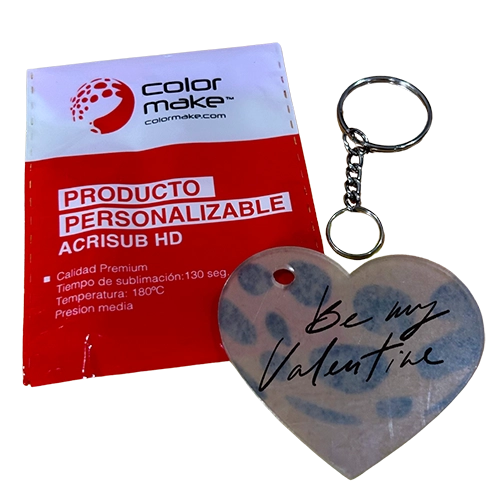 color
make™
colormake.com
PRODUCTO
PERSONALIZABLE
ACRISUB HD
Calidad Premium
Tiempo de sublimación:130 seg.
Temperatura: 180ºC
Presion media
Be my
Valentine